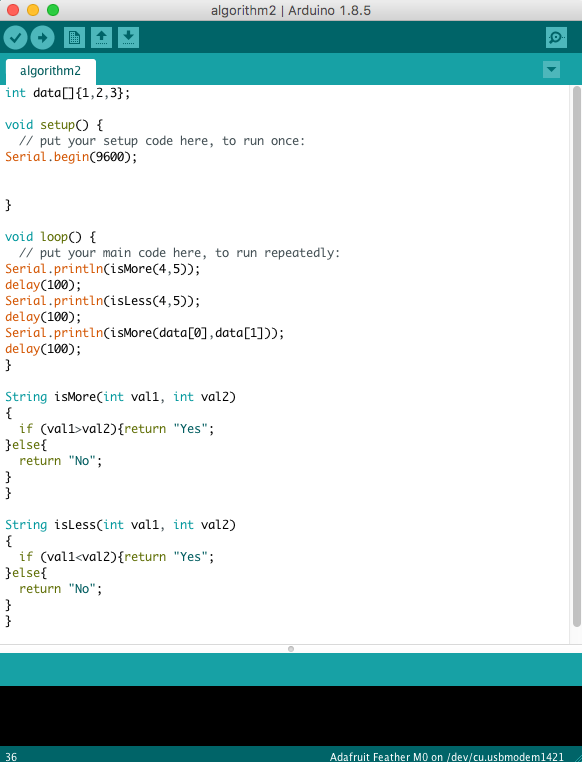 algorithm2 | Arduino 1.8.5
algorithm2
int data[]{1,2,3};
void setup() {
  // put your setup code here, to run once:
Serial.begin(9600);
}
void loop() {
  // put your main code here, to run repeatedly:
Serial.println(isMore(4,5));
delay(100);
Serial.println(isLess(4,5));
delay(100);
Serial.println(isMore(data[0],data[1]));
delay(100);
}
String isMore(int val1, int val2)
{
  if (val1>val2){return "Yes";
}else{
  return "No";
}
}
String isLess(int val1, int val2)
{
  if (val1<val2){return "Yes";
}else{
  return "No";
}
}
36 Adafruit Feather M0 on /dev/cu.usbmodem1421